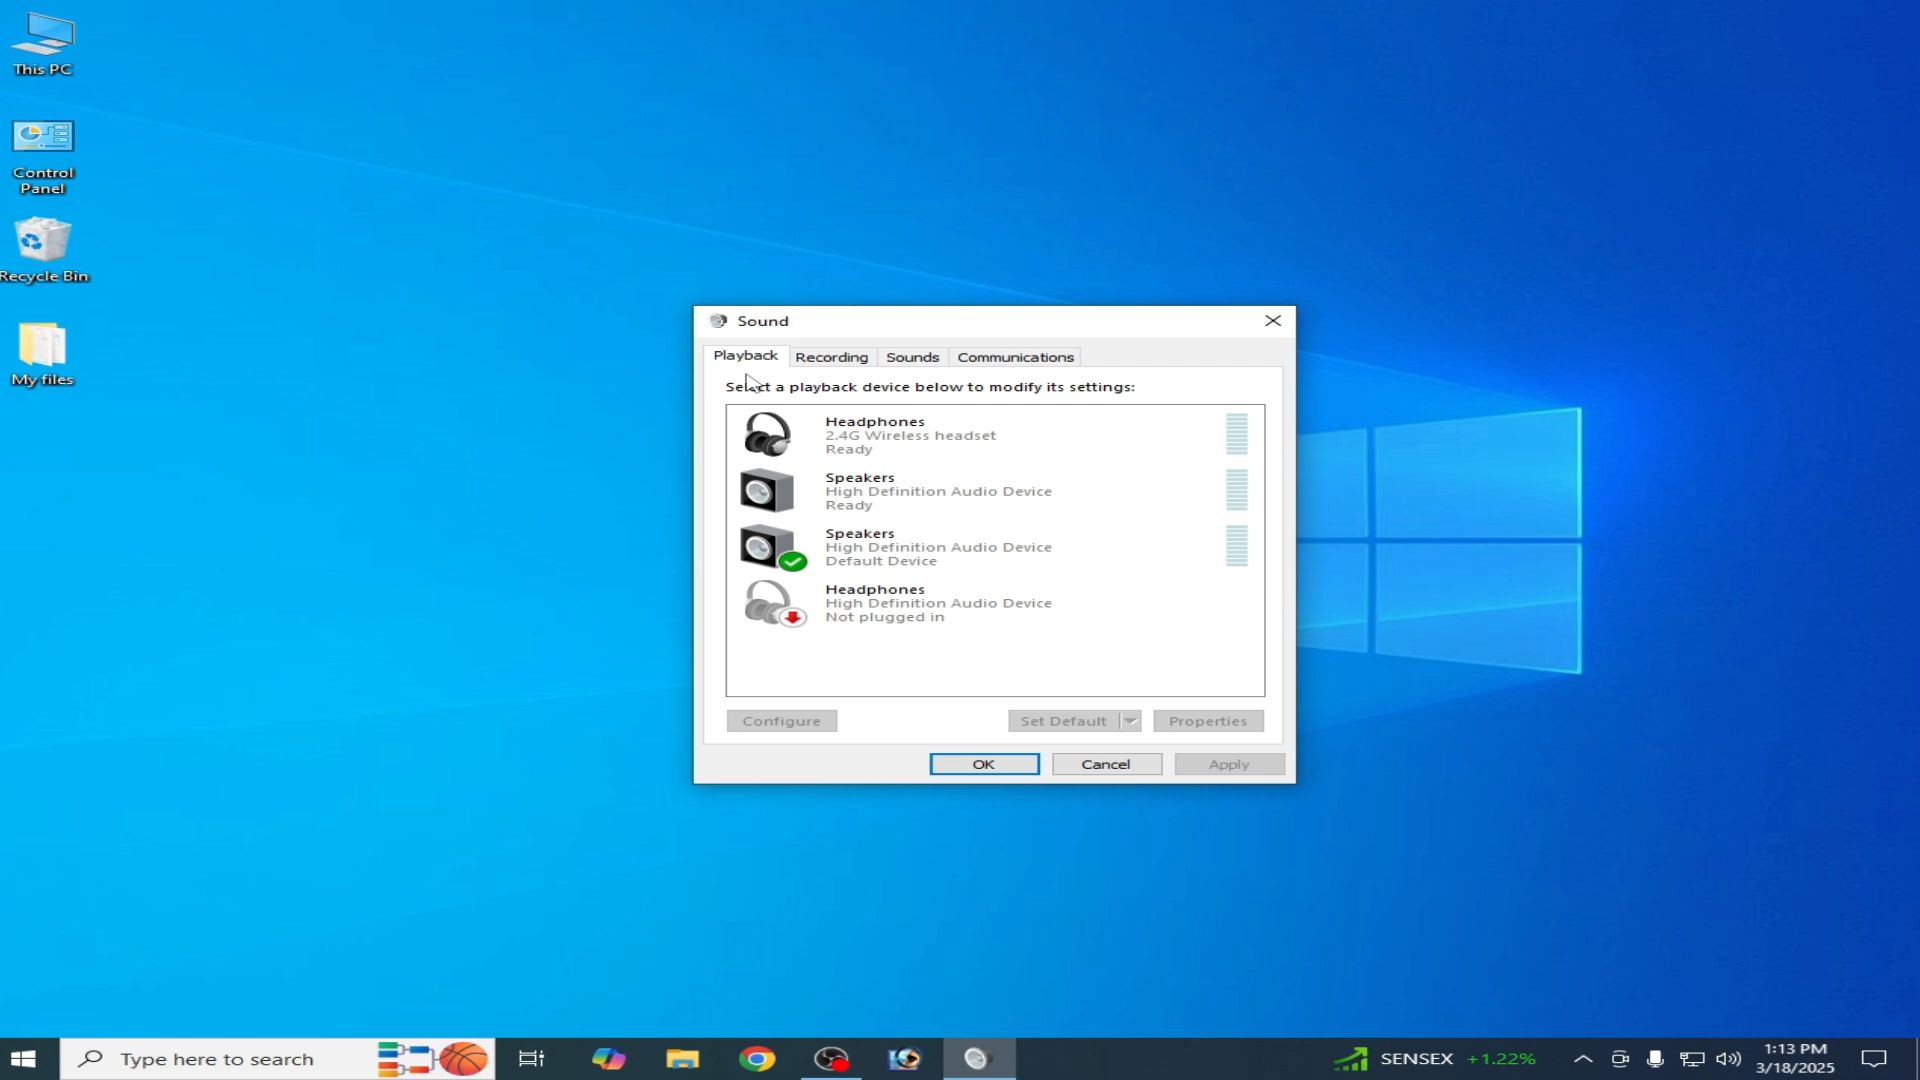 This PC
Control
Panel
Recycle Bin
My files
Sound
Playback Recording Sounds Communications
Select a playback device below to modify its settings:
Headphones
2.4G Wireless headset
Ready
Speakers
High Definition Audio Device
Ready
Speakers
High Definition Audio Device
Default Device
Headphones
High Definition Audio Device
Not plugged in
Configure Set Default Properties
OK Cancel Apply
Type here to search
SENSEX +1.22%
1:13 PM
3/18/2025